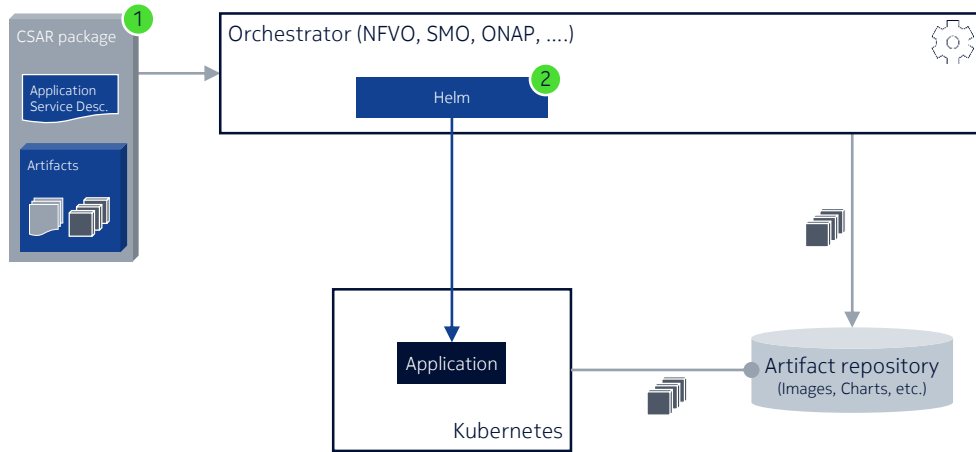 CSAR package
1
Application
Service Desc.
Artifacts
Orchestrator (NFVO, SMO, ONAP, ....)
2
Helm
Application
Kubernetes
Artifact repository
(Images, Charts, etc.)